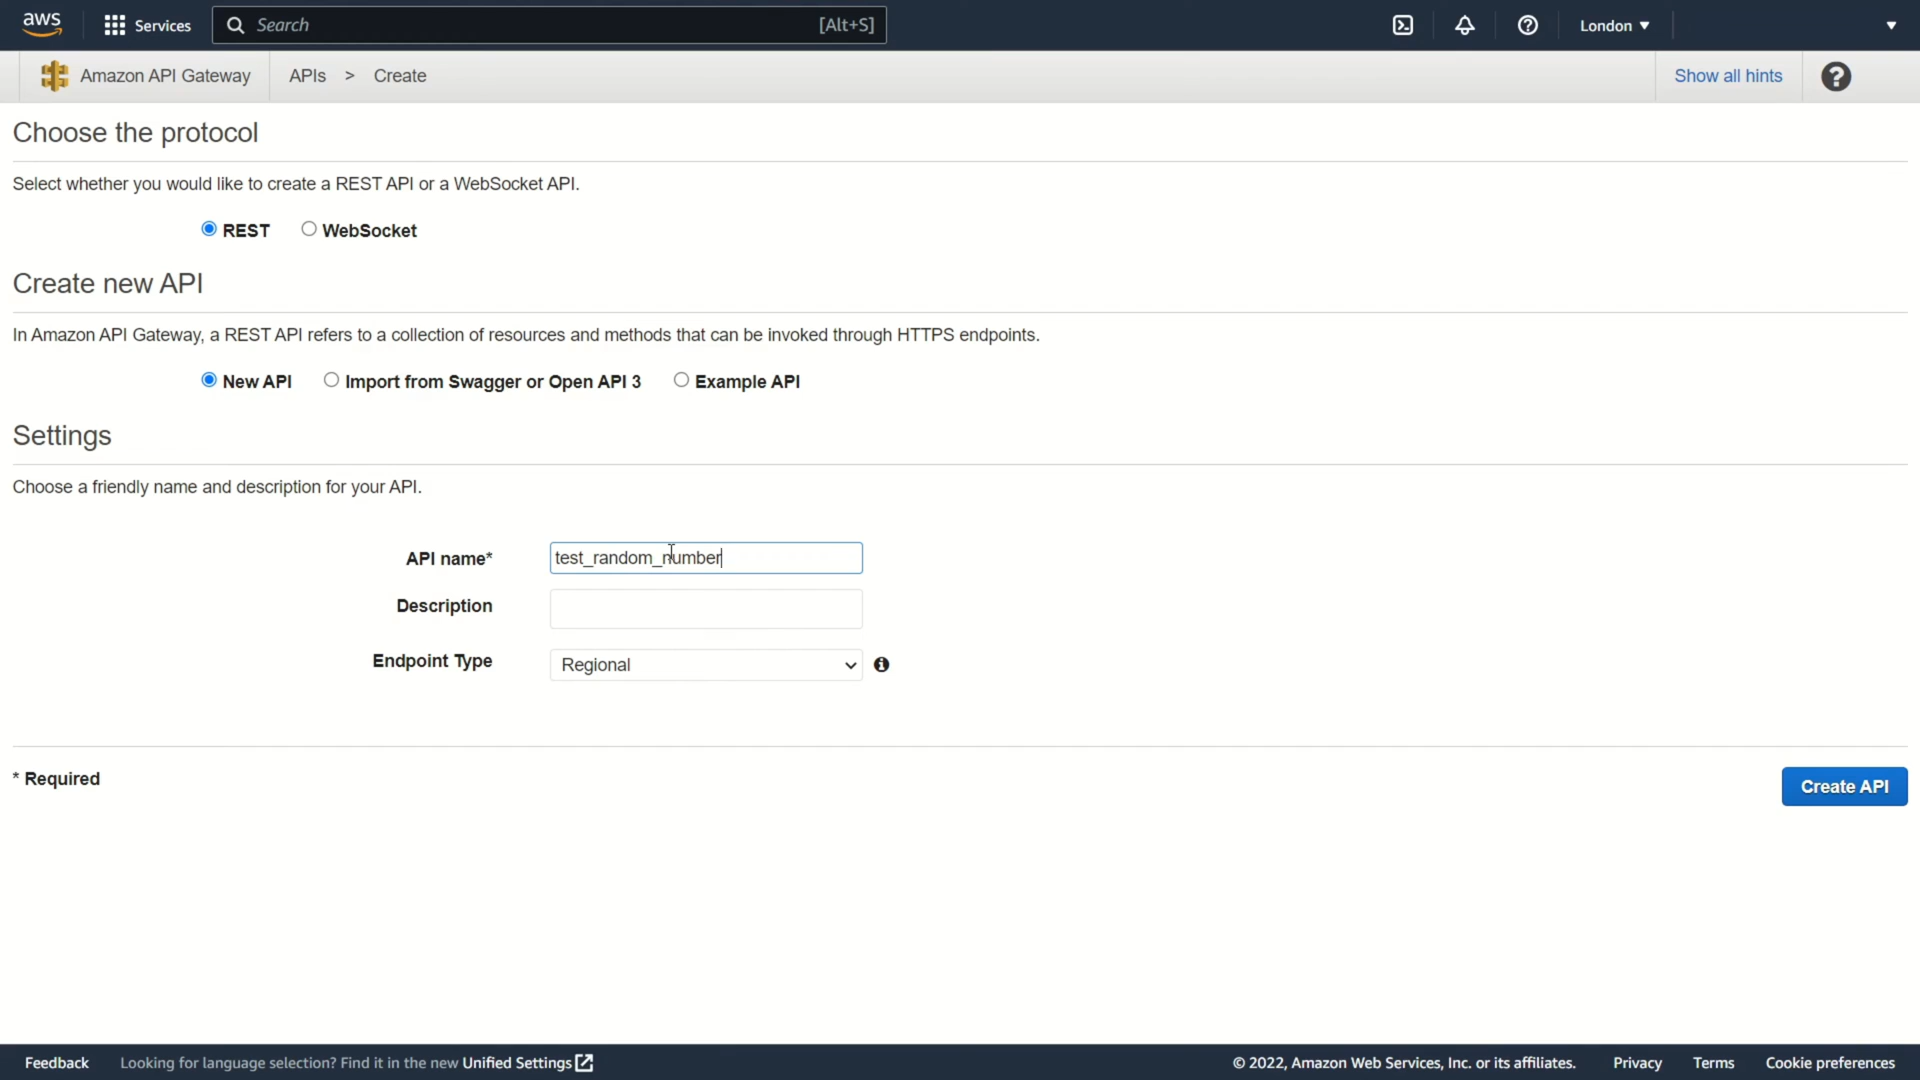 aws
Services
Search [Alt+S]
London
Amazon API Gateway
APIs > Create
Show all hints
Choose the protocol
Select whether you would like to create a REST API or a WebSocket API.
REST WebSocket
Create new API
In Amazon API Gateway, a REST API refers to a collection of resources and methods that can be invoked through HTTPS endpoints.
New API Import from Swagger or Open API 3 Example API
Settings
Choose a friendly name and description for your API.
API name* test_random_number
Description
Endpoint Type Regional
* Required
Create API
Feedback Looking for language selection? Find it in the new Unified Settings © 2022, Amazon Web Services, Inc. or its affiliates. Privacy Terms Cookie preferences